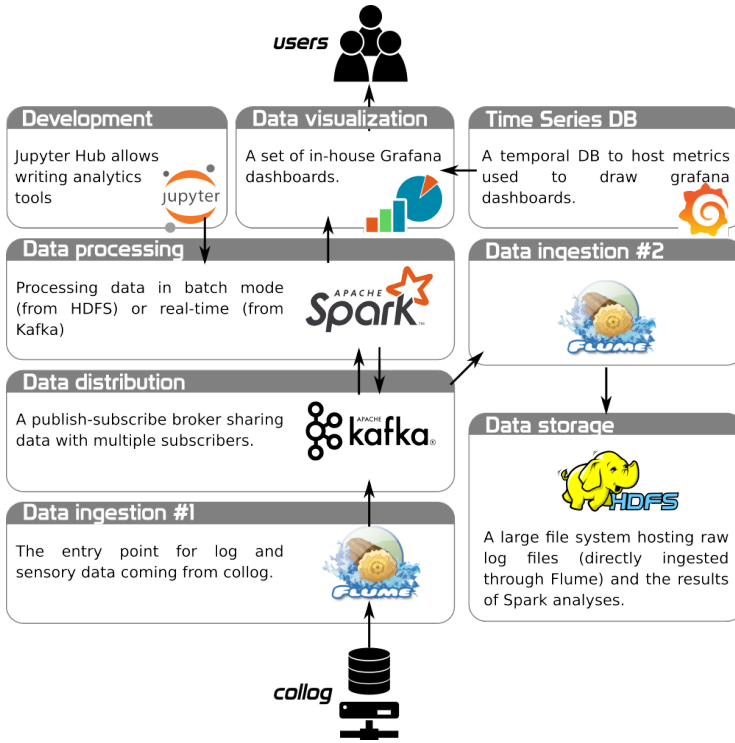 users
Development
Jupyter Hub allows
writing analytics
tools
jupyter
Data visualization
A set of in-house Grafana
dashboards.
Time Series DB
A temporal DB to host metrics
used to draw grafana
dashboards.
Data processing
Processing data in batch mode
(from HDFS) or real-time (from
Kafka)
APACHE
Spark™
Data ingestion #2
FLUME
Data distribution
A publish-subscribe broker sharing
data with multiple subscribers.
APACHE
kafka®
Data storage
HDFS
A large file system hosting raw
log files (directly ingested
through Flume) and the results
of Spark analyses.
Data ingestion #1
The entry point for log and
sensory data coming from collog.
FLUME
collog